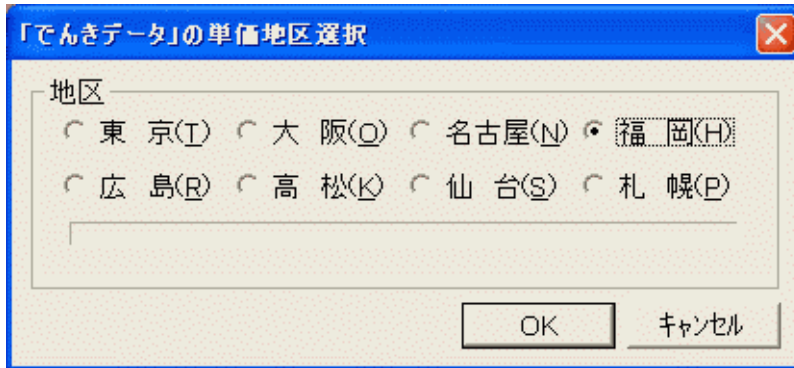 「でんきデータ」の単価地区選択
地区
東 京(T) 大 阪(O) 名古屋(N) 福 岡(H)
広 島(R) 高 松(K) 仙 台(S) 札 幌(P)
OK キャンセル